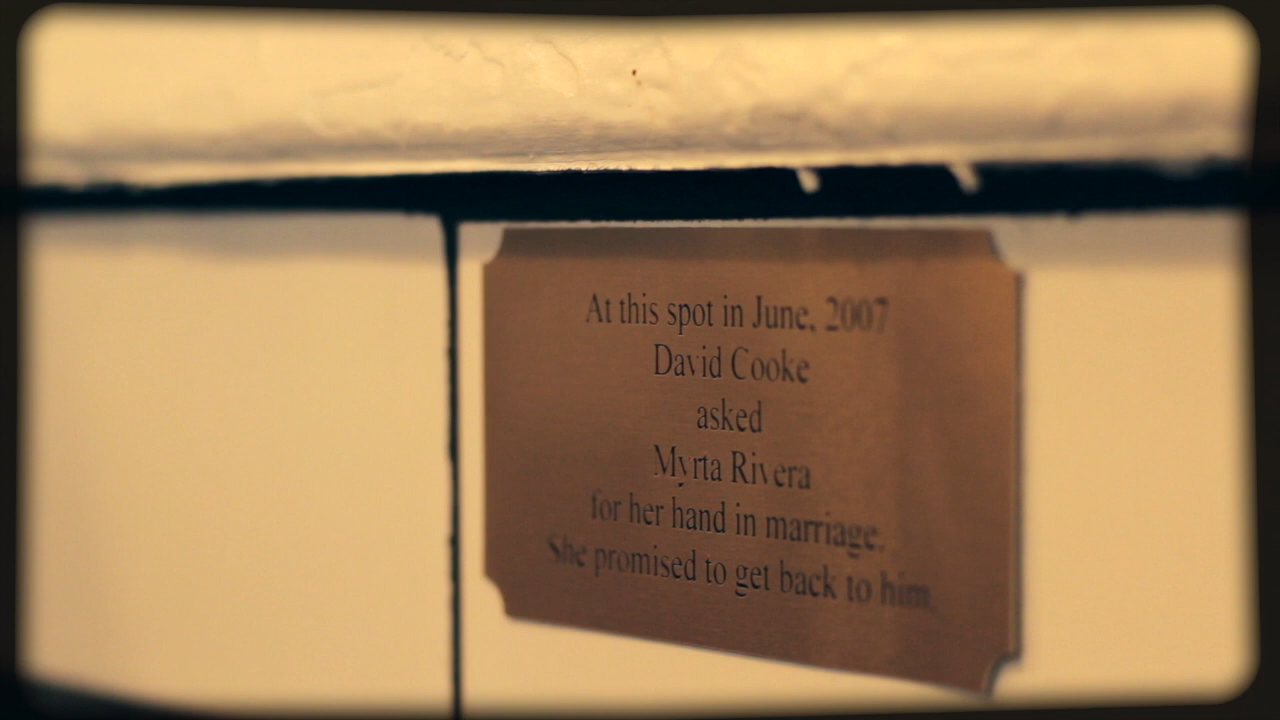 At this spot in June, 2007
David Cooke
asked
Myrta Rivera
for her hand in marriage.
She promised to get back to him.